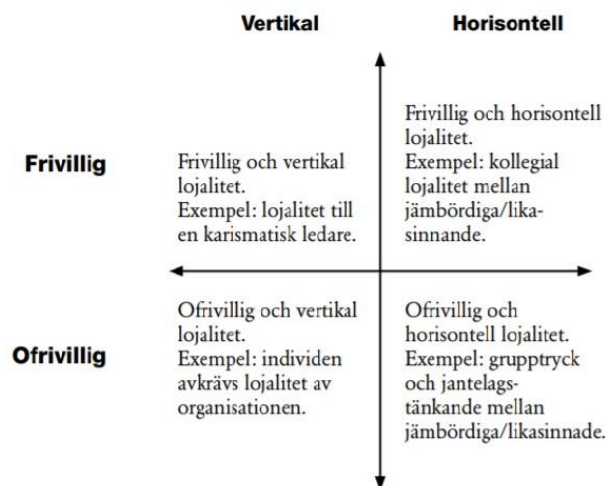 Vertikal
Horisontell
Frivillig
Frivillig och vertikal
lojalitet.
Exempel: lojalitet till
en karismatisk ledare.
Frivillig och horisontell
lojalitet.
Exempel: kollegial
lojalitet mellan
jämbördiga/lika-
sinnande.
Ofrivillig
Ofrivillig och vertikal
lojalitet.
Exempel: individen
avkrävs lojalitet av
organisationen.
Ofrivillig och
horisontell lojalitet.
Exempel: grupptryck
och jantelags-
tänkande mellan
jämbördiga/likasinnade.